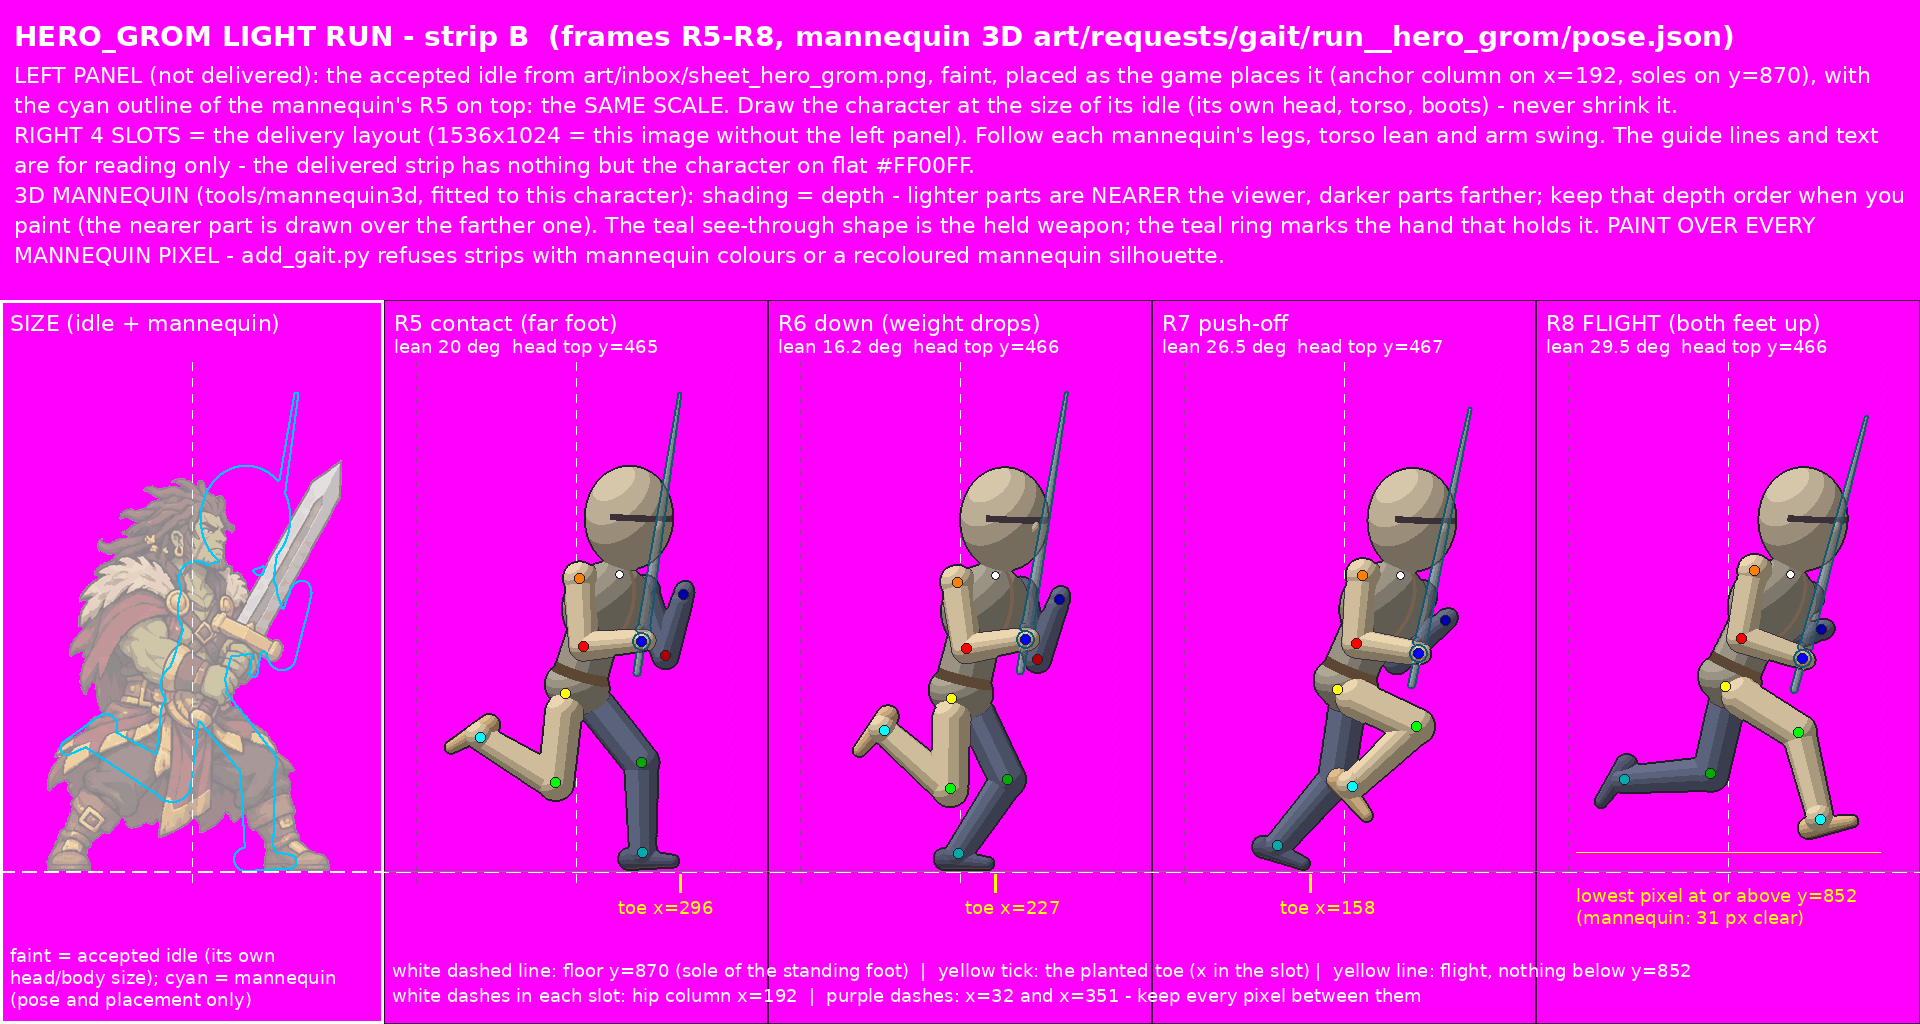 HERO_GROM LIGHT RUN - strip B  (frames R5-R8, mannequin 3D art/requests/gait/run__hero_grom/pose.json)
LEFT PANEL (not delivered): the accepted idle from art/inbox/sheet_hero_grom.png, faint, placed as the game places it (anchor column on x=192, soles on y=870), with
the cyan outline of the mannequin's R5 on top: the SAME SCALE. Draw the character at the size of its idle (its own head, torso, boots) - never shrink it.
RIGHT 4 SLOTS = the delivery layout (1536x1024 = this image without the left panel). Follow each mannequin's legs, torso lean and arm swing. The guide lines and text
are for reading only - the delivered strip has nothing but the character on flat #FF00FF.
3D MANNEQUIN (tools/mannequin3d, fitted to this character): shading = depth - lighter parts are NEARER the viewer, darker parts farther; keep that depth order when you
paint (the nearer part is drawn over the farther one). The teal see-through shape is the held weapon; the teal ring marks the hand that holds it. PAINT OVER EVERY
MANNEQUIN PIXEL - add_gait.py refuses strips with mannequin colours or a recoloured mannequin silhouette.
SIZE (idle + mannequin)
R5 contact (far foot)
lean 20 deg  head top y=465
R6 down (weight drops)
lean 16.2 deg  head top y=466
R7 push-off
lean 26.5 deg  head top y=467
R8 FLIGHT (both feet up)
lean 29.5 deg  head top y=466
toe x=296
toe x=227
toe x=158
lowest pixel at or above y=852
(mannequin: 31 px clear)
faint = accepted idle (its own
head/body size); cyan = mannequin
(pose and placement only)
white dashed line: floor y=870 (sole of the standing foot)  |  yellow tick: the planted toe (x in the slot) |  yellow line: flight, nothing below y=852
white dashes in each slot: hip column x=192  |  purple dashes: x=32 and x=351 - keep every pixel between them